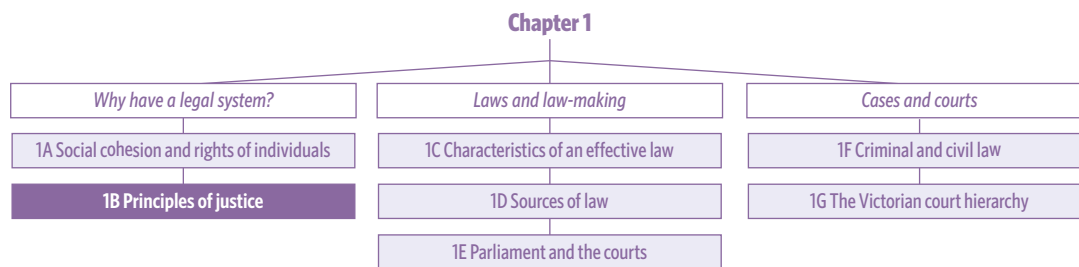 Chapter 1
Why have a legal system?
1A Social cohesion and rights of individuals
1B Principles of justice
Laws and law-making
1C Characteristics of an effective law
1D Sources of law
1E Parliament and the courts
Cases and courts
1F Criminal and civil law
1G The Victorian court hierarchy